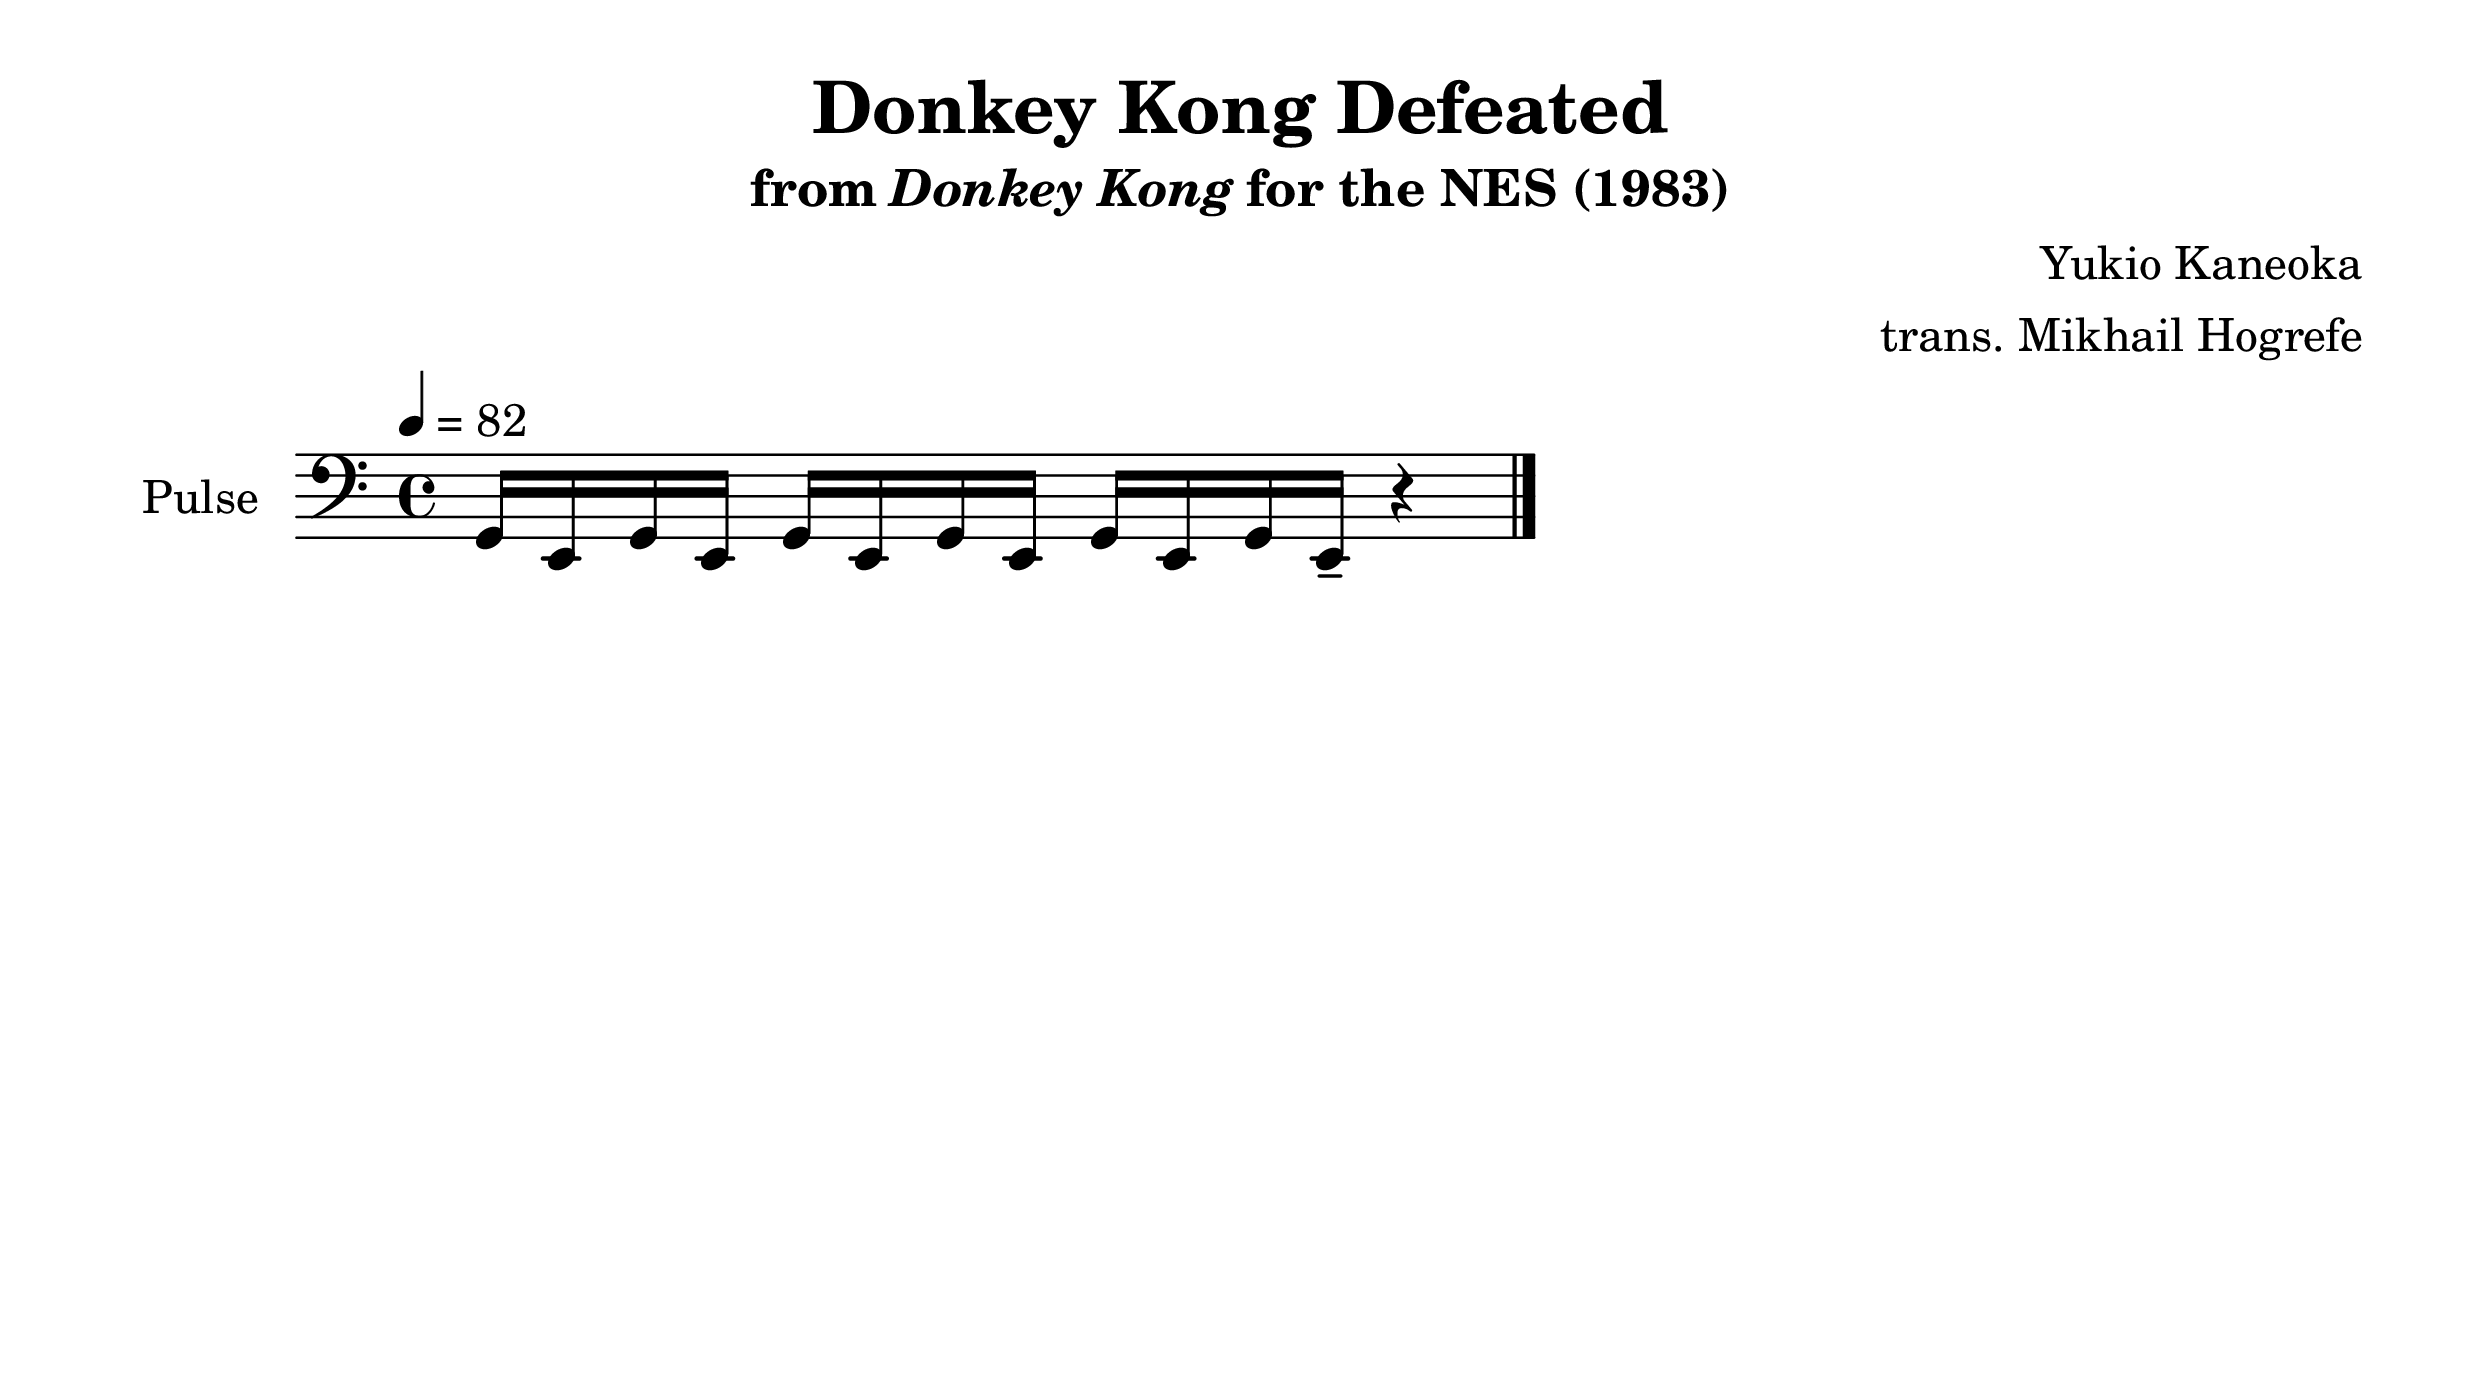 Donkey Kong Defeated
from Donkey Kong for the NES (1983)
Yukio Kaneoka
trans. Mikhail Hogrefe
= 82
Pulse